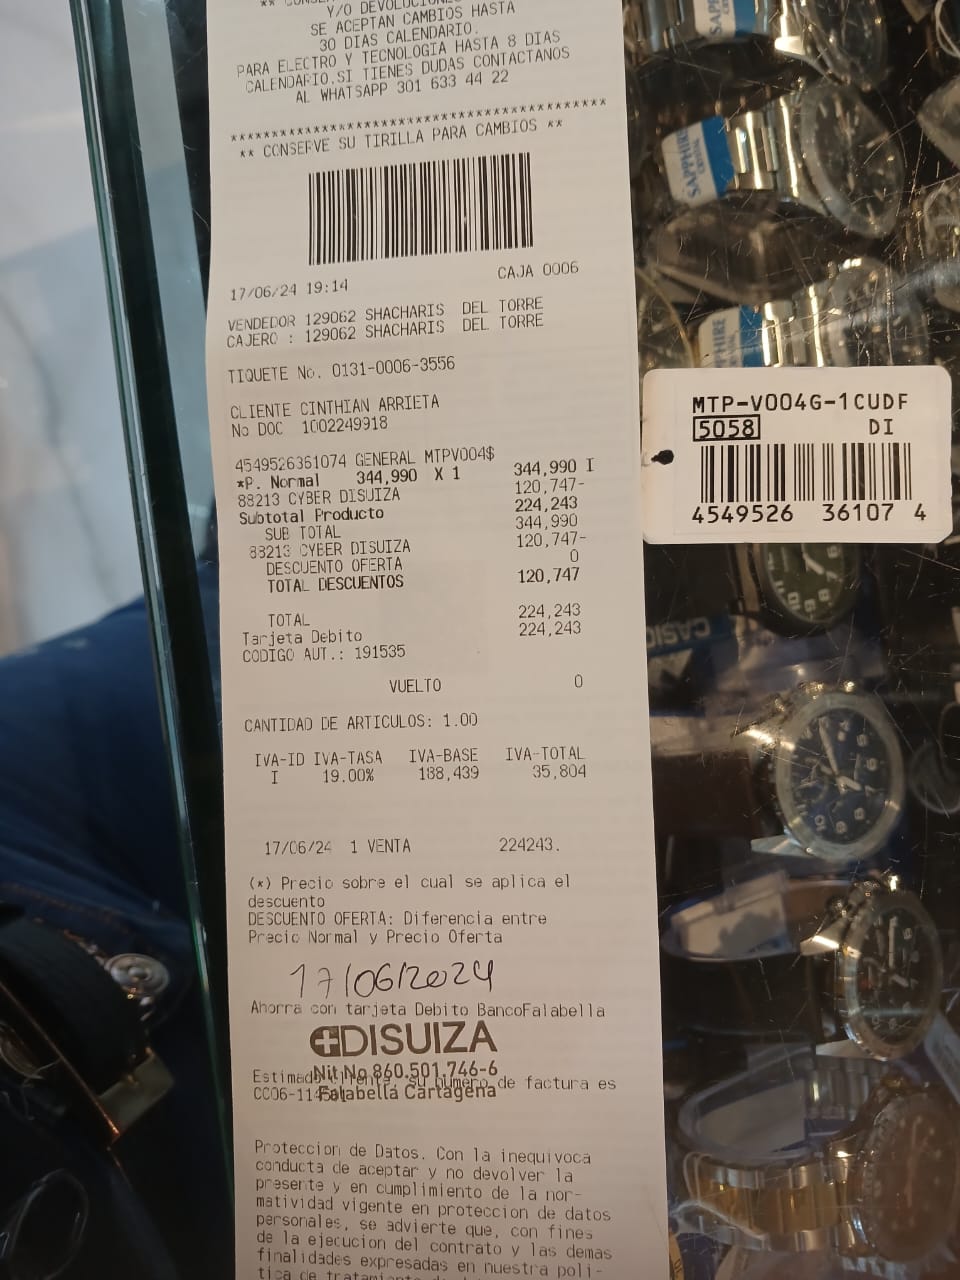 Y/O DEVOLUCIONES
SE ACEPTAN CAMBIOS HASTA
30 DIAS CALENDARIO.
PARA ELECTRO Y TECNOLOGIA HASTA 8 DIAS
CALENDARIO.SI TIENES DUDAS CONTACTANOS
AL WHATSAPP 301 633 44 22
******************************************
** CONSERVE SU TIRILLA PARA CAMBIOS **
17/06/24 19:14 CAJA 0006
VENDEDOR 129062 SHACHARIS DEL TORRE
CAJERO : 129062 SHACHARIS DEL TORRE
TIQUETE No. 0131-0006-3556
CLIENTE CINTHIAN ARRIETA
No DOC 1002249918
4549526361074 GENERAL MTPV004$
*P. Normal 344,990 X 1 344,990 I
88213 CYBER DISUIZA 120,747-
Subtotal Producto 224,243
SUB TOTAL 344,990
88213 CYBER DISUIZA 120,747-
DESCUENTO OFERTA 0
TOTAL DESCUENTOS 120,747
TOTAL 224,243
Tarjeta Debito 224,243
CODIGO AUT.: 191535
VUELTO 0
CANTIDAD DE ARTICULOS: 1.00
IVA-ID IVA-TASA IVA-BASE IVA-TOTAL
I 19.00% 188,439 35,804
17/06/24 1 VENTA 224243.
(*) Precio sobre el cual se aplica el
descuento
DESCUENTO OFERTA: Diferencia entre
Precio Normal y Precio Oferta
17/06/2024
Ahorra con tarjeta Debito BancoFalabella
DISUIZA
Nit No 860.501.746-6
Estimado su numero de factura es
Falabella Cartagena
Proteccion de Datos. Con la inequivoca
conducta de aceptar y no devolver la
presente y en cumplimiento de la nor-
matividad vigente en proteccion de datos
personales, se advierte que, con fines
de la ejecucion del contrato y las demas
finalidades expresadas en nuestra poli-
tica de
MTP-V004G-1CUDF
5058 DI
4549526 36107 4
SAPPHIRE
CRYSTAL
SAPPHIRE
CASIO